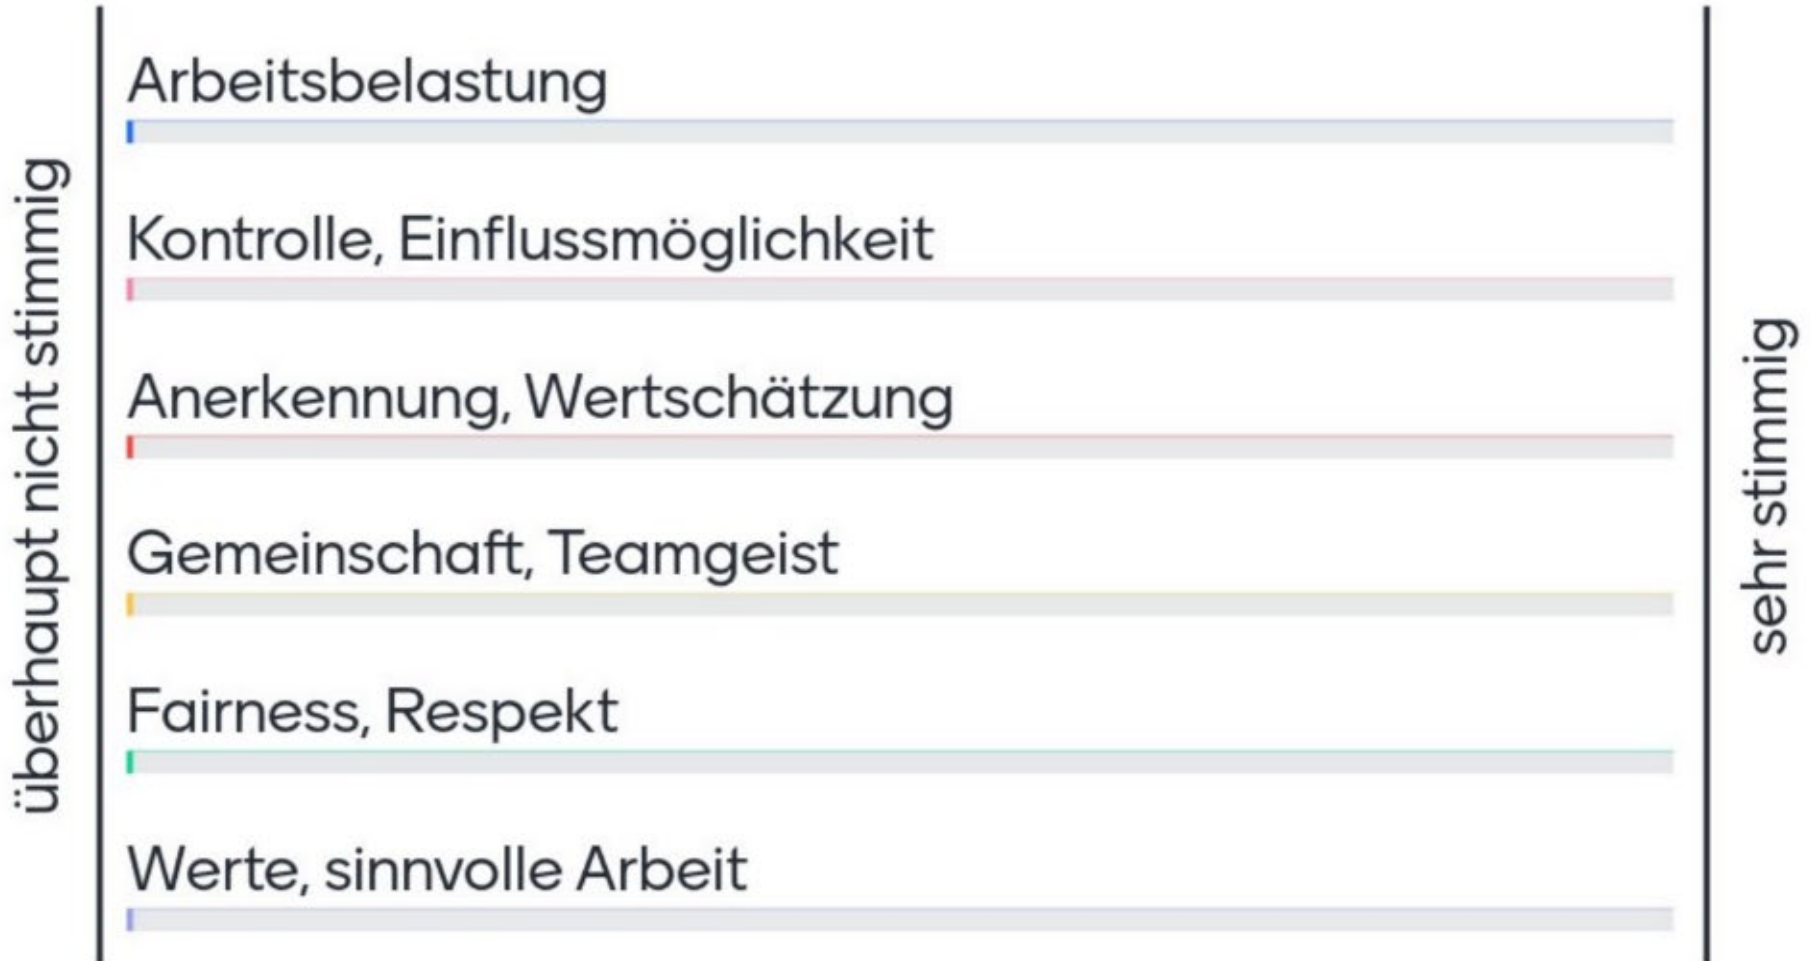 überhaupt nicht stimmig
Arbeitsbelastung
Kontrolle, Einflussmöglichkeit
Anerkennung, Wertschätzung
Gemeinschaft, Teamgeist
Fairness, Respekt
Werte, sinnvolle Arbeit
sehr stimmig